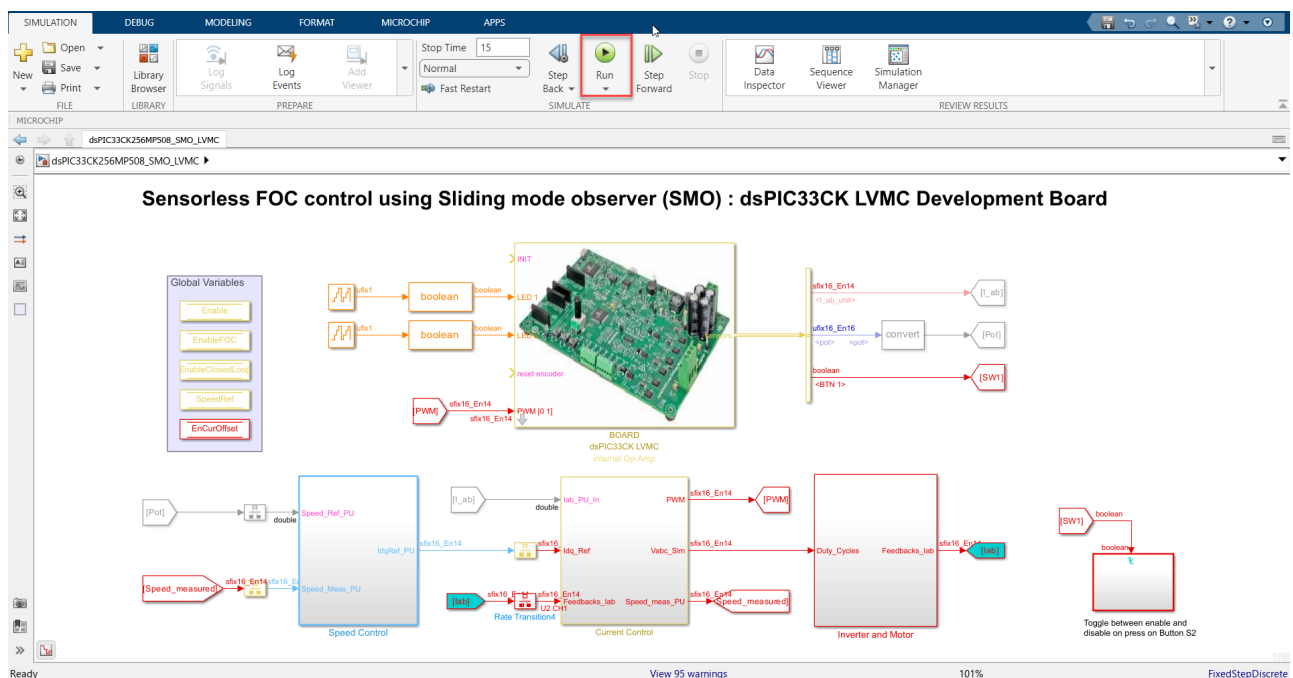 SIMULATION DEBUG MODELING FORMAT MICROCHIP APPS
New
Open
Save
Print
FILE
Library
Browser
LIBRARY
Log
Signals
Log
Events
Add
Viewer
PREPARE
Stop Time 15
Normal
Fast Restart
Step
Back
Run
Step
Forward
Stop
SIMULATE
Data
Inspector
Sequence
Viewer
Simulation
Manager
REVIEW RESULTS
MICROCHIP
dsPIC33CK256MP508_SMO_LVMC
dsPIC33CK256MP508_SMO_LVMC
Sensorless FOC control using Sliding mode observer (SMO) : dsPIC33CK LVMC Development Board
Global Variables
Enable
EnableFOC
EnableClosedLoop
SpeedRef
EnCurOffset
ufix1
boolean
boolean
ufix1
boolean
boolean
INIT
LED 1
reset encoder
[PWM]
sfix16_En14
sfix16_En14
PWM [0 1]
BOARD
dsPIC33CK LVMC
internal Op-Amp
sfix16_En14
<I_ab_unit>
[I_ab]
ufix16_En16
<pot>
<pot>
convert
[Pot]
boolean
<BTN 1>
[SW1]
[Pot]
double
Speed_Ref_PU
IdqRef_PU
[Speed_measured]
sfix16_En14
Speed_Meas_PU
Speed Control
sfix16_En14
[I_ab]
double
Iab_PU_In
sfix16
Idq_Ref
[Iab]
Rate Transition4
U2 CH1
Feedbacks_Iab
PWM
Vabc_Sim
Speed_meas_PU
Current Control
sfix16_En14
[PWM]
sfix16_En14
sfix16_En14
Speed_measured]
Duty_Cycles
Feedbacks_Iab
Inverter and Motor
[Iab]
[SW1]
boolean
boolean
Toggle between enable and
disable on press on Button S2
Ready
View 95 warnings
101%
FixedStepDiscrete